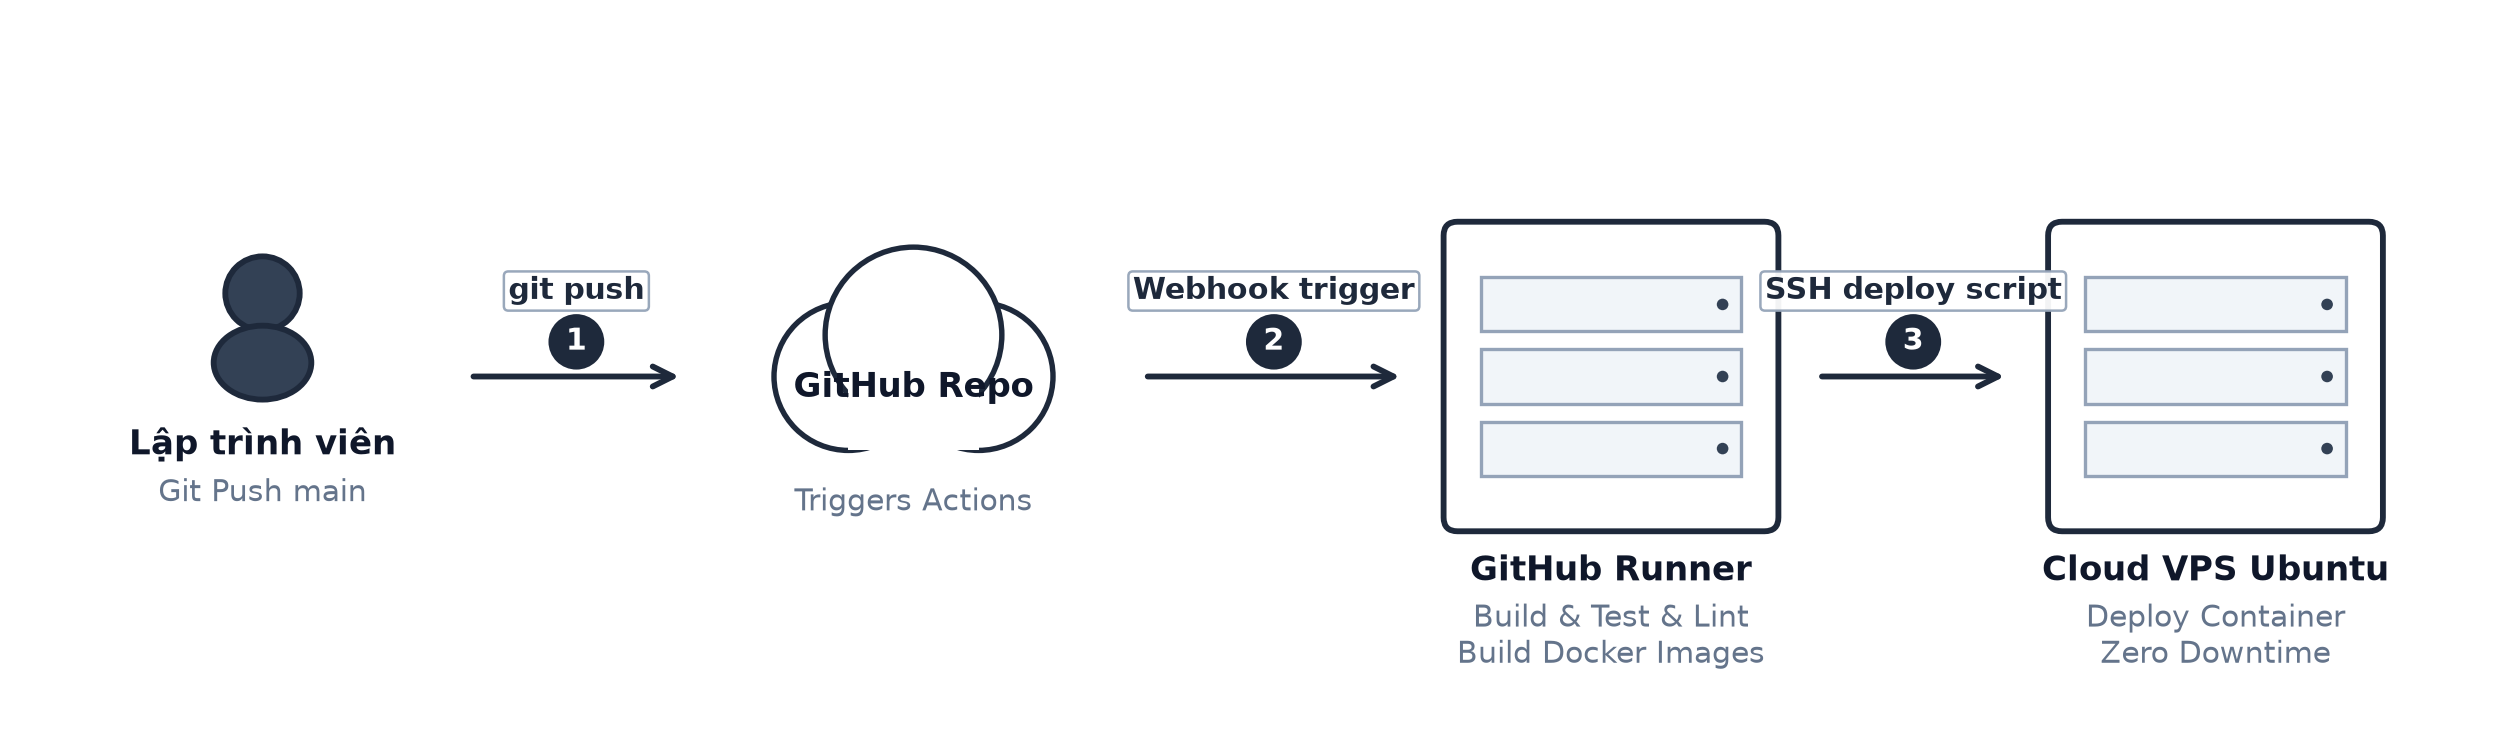 git push
1
Lập trình viên
Git Push main
GitHub Repo
Triggers Actions
Webhook trigger
2
GitHub Runner
Build & Test & Lint
Build Docker Images
SSH deploy script
3
Cloud VPS Ubuntu
Deploy Container
Zero Downtime